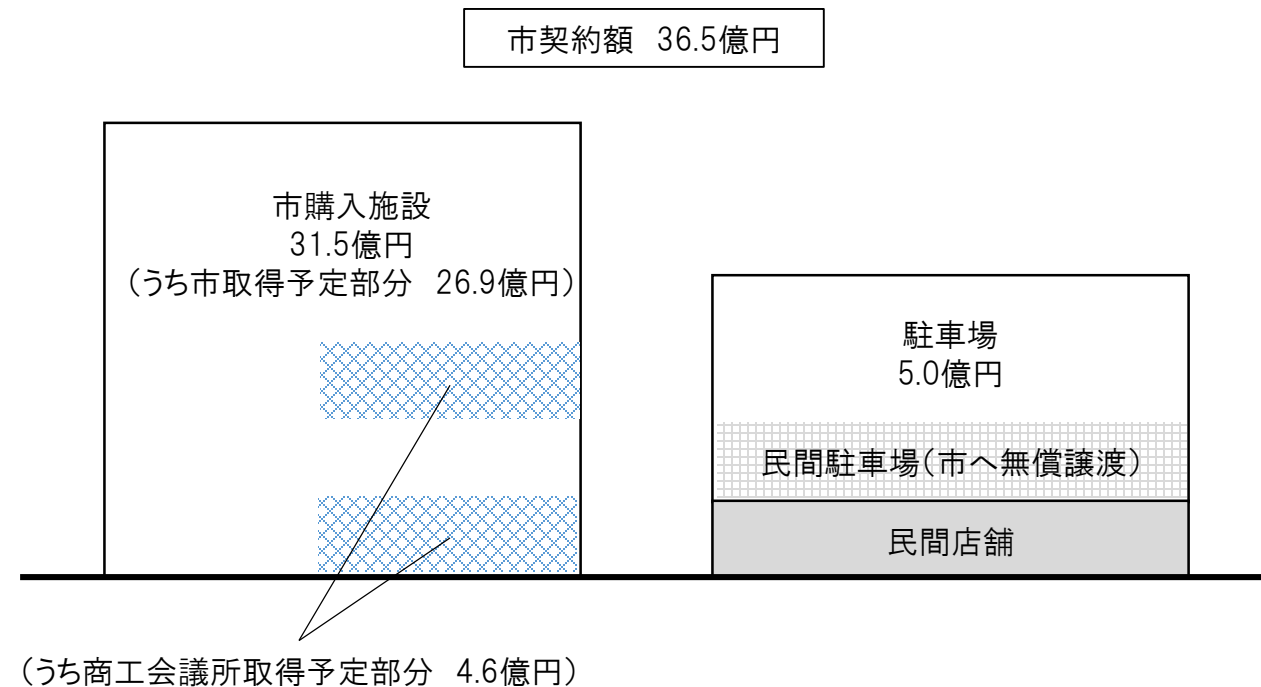 市契約額　36.5億円
市購入施設
31.5億円
（うち市取得予定部分　26.9億円）
駐車場
5.0億円
民間駐車場（市へ無償譲渡）
民間店舗
（うち商工会議所取得予定部分　4.6億円）